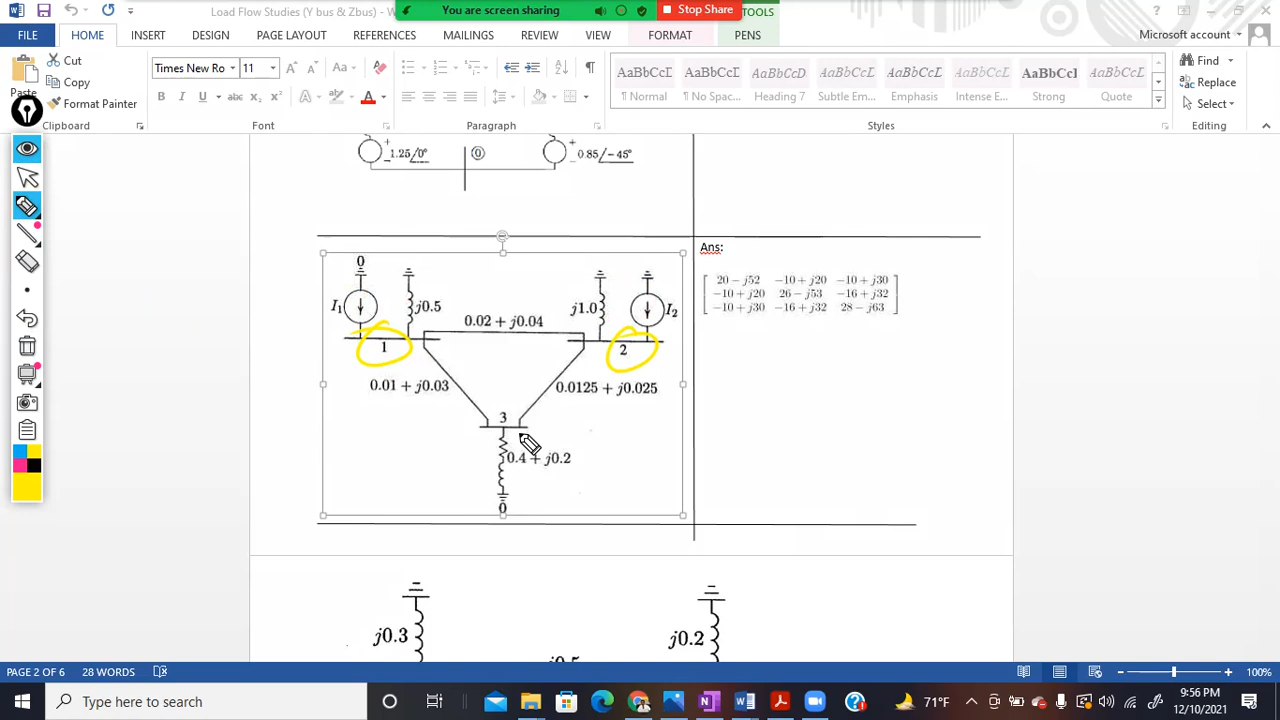 Load Flow Studies (Y bus & Zbus) - W
You are screen sharing
Stop Share
TOOLS
FILE HOME INSERT DESIGN PAGE LAYOUT REFERENCES MAILINGS REVIEW VIEW FORMAT PENS
Microsoft account
Paste
Cut
Copy
Format Painter
Times New Ro 11
AaBbCcI AaBbCcI AaBbCcD AaBbCcL AaBbCcL AaBbCcL AaBbCcl AaBbCcL
¶ Normal ¶ No Spac... Heading 7 Subtle Em... Emphasis Intense E... Strong Quote
Find
Replace
Select
Clipboard Font Paragraph Styles Editing
+
−
1.25/0°
0
+
−
0.85/−45°
Ans:
20 − j52 −10 + j20 −10 + j30
−10 + j20 26 − j53 −16 + j32
−10 + j30 −16 + j32 28 − j63
0
I1 j0.5
j1.0 I2
0.02 + j0.04
1
2
0.01 + j0.03
0.0125 + j0.025
3
0.4 + j0.2
0
j0.3
j0.2
PAGE 2 OF 6 28 WORDS
100%
Type here to search
71°F
9:56 PM
12/10/2021